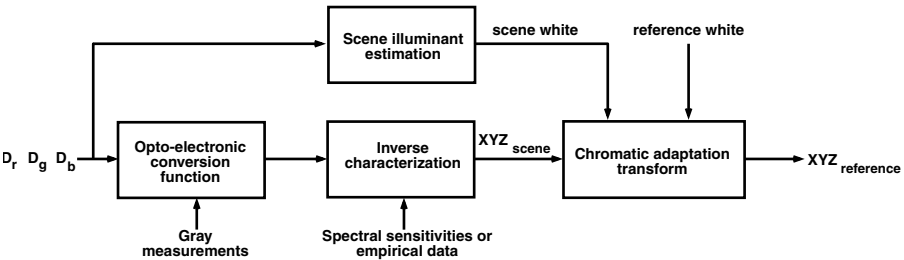 Scene illuminant
estimation
scene white
reference white
Dr Dg Db
Opto-electronic
conversion
function
Inverse
characterization
XYZ scene
Chromatic adaptation
transform
XYZ reference
Gray
measurements
Spectral sensitivities or
empirical data